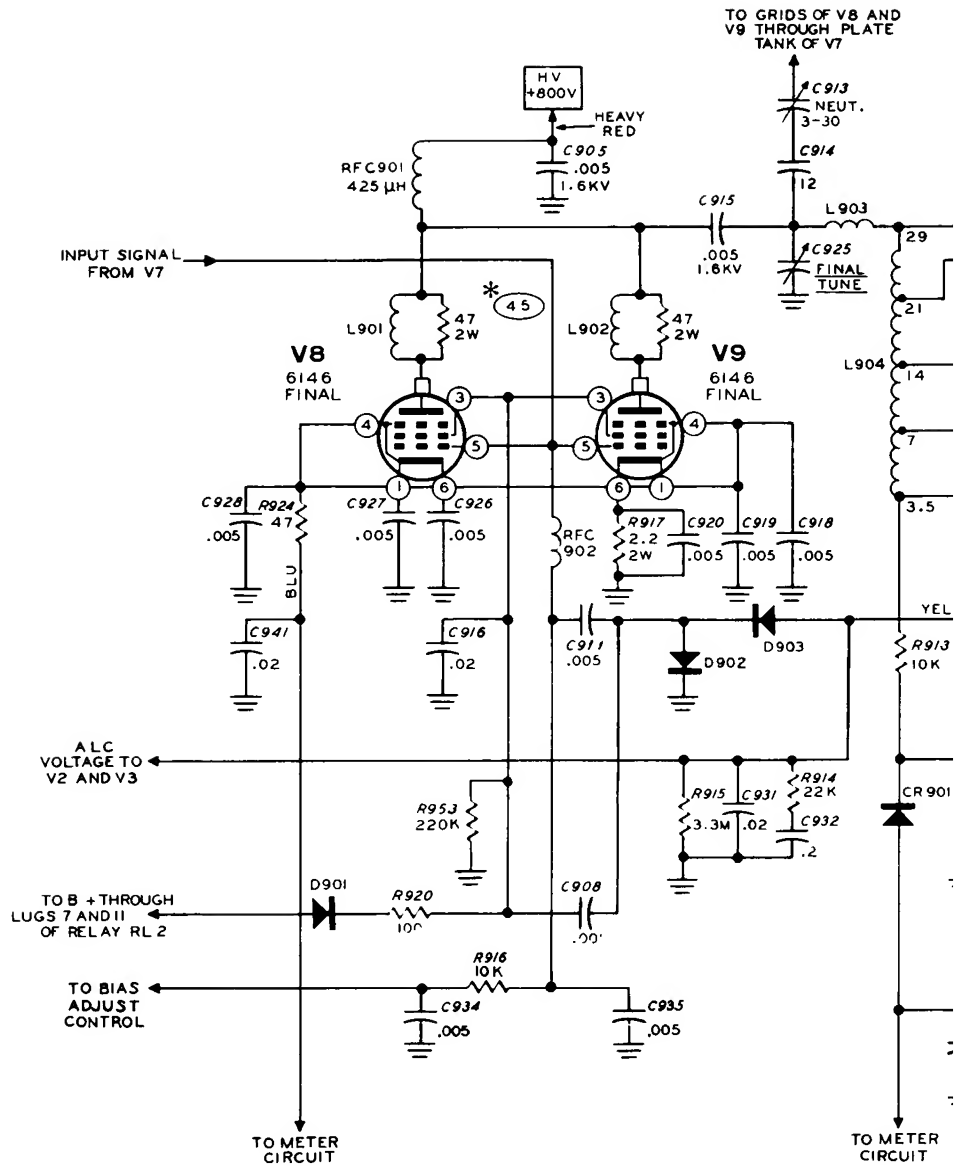 TO GRIDS OF V8 AND
V9 THROUGH PLATE
TANK OF V7
HV
+800V
HEAVY
RED
C913
NEUT.
3-30
RFC901
425 µH
C905
.005
1.6KV
C914
12
C915
.005
1.6KV
L903
29
C925
FINAL
TUNE
INPUT SIGNAL
FROM V7
*
45
L901
47
2W
L902
47
2W
21
L904
14
7
3.5
V8
6146
FINAL
V9
6146
FINAL
3
3
4
4
5
5
1
6
6
1
C928
.005
R924
47
C927
.005
C926
.005
RFC
902
R917
2.2
2W
C920
.005
C919
.005
C918
.005
BLU
C941
.02
C916
.02
C911
.005
D902
D903
YEL
R913
10K
ALC
VOLTAGE TO
V2 AND V3
R953
220K
R915
3.3M
C931
.02
R914
22K
C932
.2
CR901
TO B + THROUGH
LUGS 7 AND 11
OF RELAY RL2
D901
R920
C908
R916
10K
TO BIAS
ADJUST
CONTROL
C934
.005
C935
.005
TO METER
CIRCUIT
TO METER
CIRCUIT